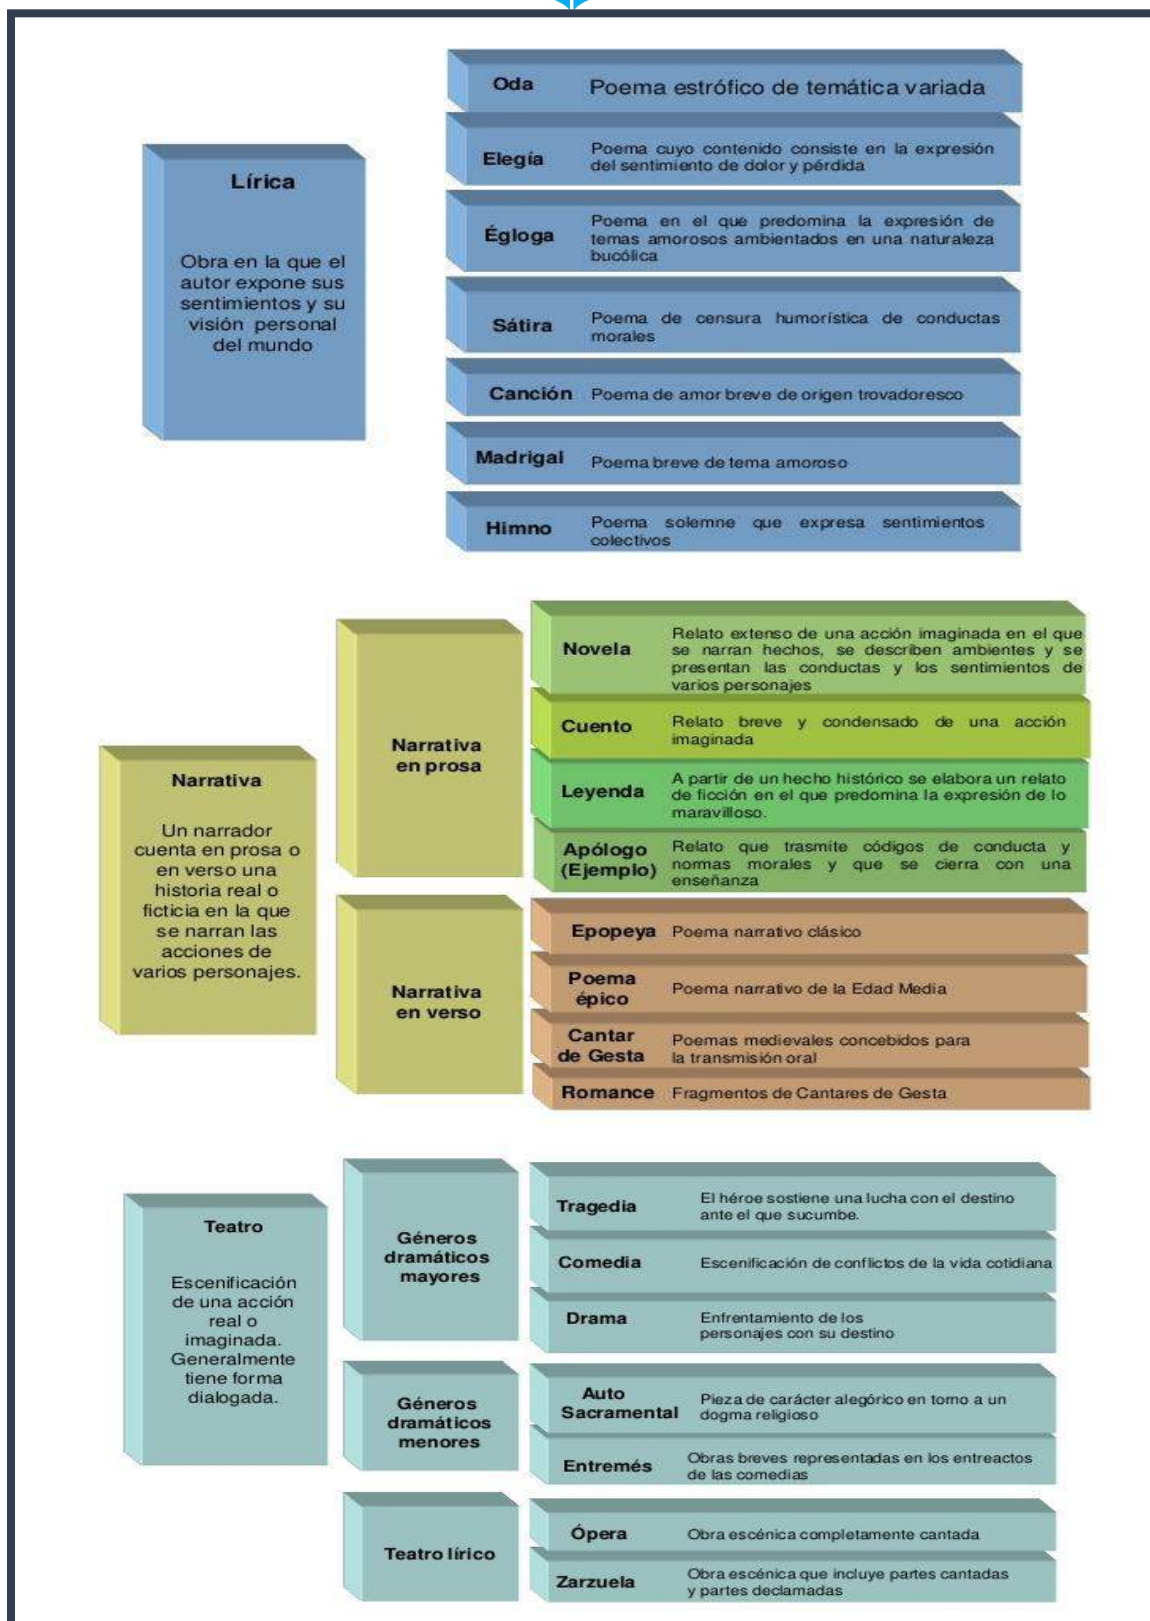 Lírica
Obra en la que el
autor expone sus
sentimientos y su
visión personal
del mundo
Oda
Poema estrófico de temática variada
Elegía
Poema cuyo contenido consiste en la expresión
del sentimiento de dolor y pérdida
Égloga
Poema en el que predomina la expresión de
temas amorosos ambientados en una naturaleza
bucólica
Sátira
Poema de censura humorística de conductas
morales
Canción
Poema de amor breve de origen trovadoresco
Madrigal
Poema breve de tema amoroso
Himno
Poema solemne que expresa sentimientos
colectivos
Narrativa
Un narrador
cuenta en prosa o
en verso una
historia real o
ficticia en la que
se narran las
acciones de
varios personajes.
Narrativa
en prosa
Novela
Relato extenso de una acción imaginada en el que
se narran hechos, se describen ambientes y se
presentan las conductas y los sentimientos de
varios personajes
Cuento
Relato breve y condensado de una acción
imaginada
Leyenda
A partir de un hecho histórico se elabora un relato
de ficción en el que predomina la expresión de lo
maravilloso.
Apólogo
(Ejemplo)
Relato que trasmite códigos de conducta y
normas morales y que se cierra con una
enseñanza
Narrativa
en verso
Epopeya
Poema narrativo clásico
Poema
épico
Poema narrativo de la Edad Media
Cantar
de Gesta
Poemas medievales concebidos para
la transmisión oral
Romance
Fragmentos de Cantares de Gesta
Teatro
Escenificación
de una acción
real o
imaginada.
Generalmente
tiene forma
dialogada.
Géneros
dramáticos
mayores
Tragedia
El héroe sostiene una lucha con el destino
ante el que sucumbe.
Comedia
Escenificación de conflictos de la vida cotidiana
Drama
Enfrentamiento de los
personajes con su destino
Géneros
dramáticos
menores
Auto
Sacramental
Pieza de carácter alegórico en torno a un
dogma religioso
Entremés
Obras breves representadas en los entreactos
de las comedias
Teatro lírico
Ópera
Obra escénica completamente cantada
Zarzuela
Obra escénica que incluye partes cantadas
y partes declamadas